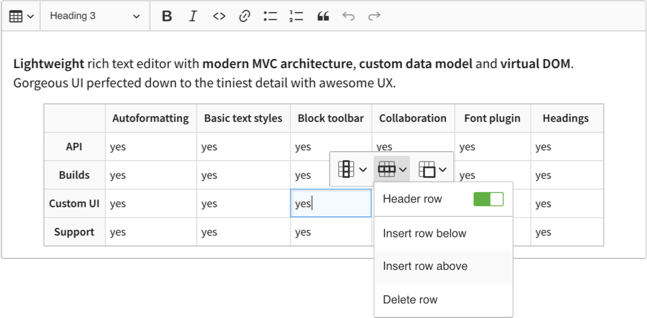 Heading 3
Lightweight rich text editor with modern MVC architecture, custom data model and virtual DOM.
Gorgeous UI perfected down to the tiniest detail with awesome UX.
Autoformatting Basic text styles Block toolbar Collaboration Font plugin Headings
API yes yes yes yes yes yes
Builds yes yes yes yes yes
Custom UI yes yes yes yes
Support yes yes yes yes
Header row
Insert row below
Insert row above
Delete row